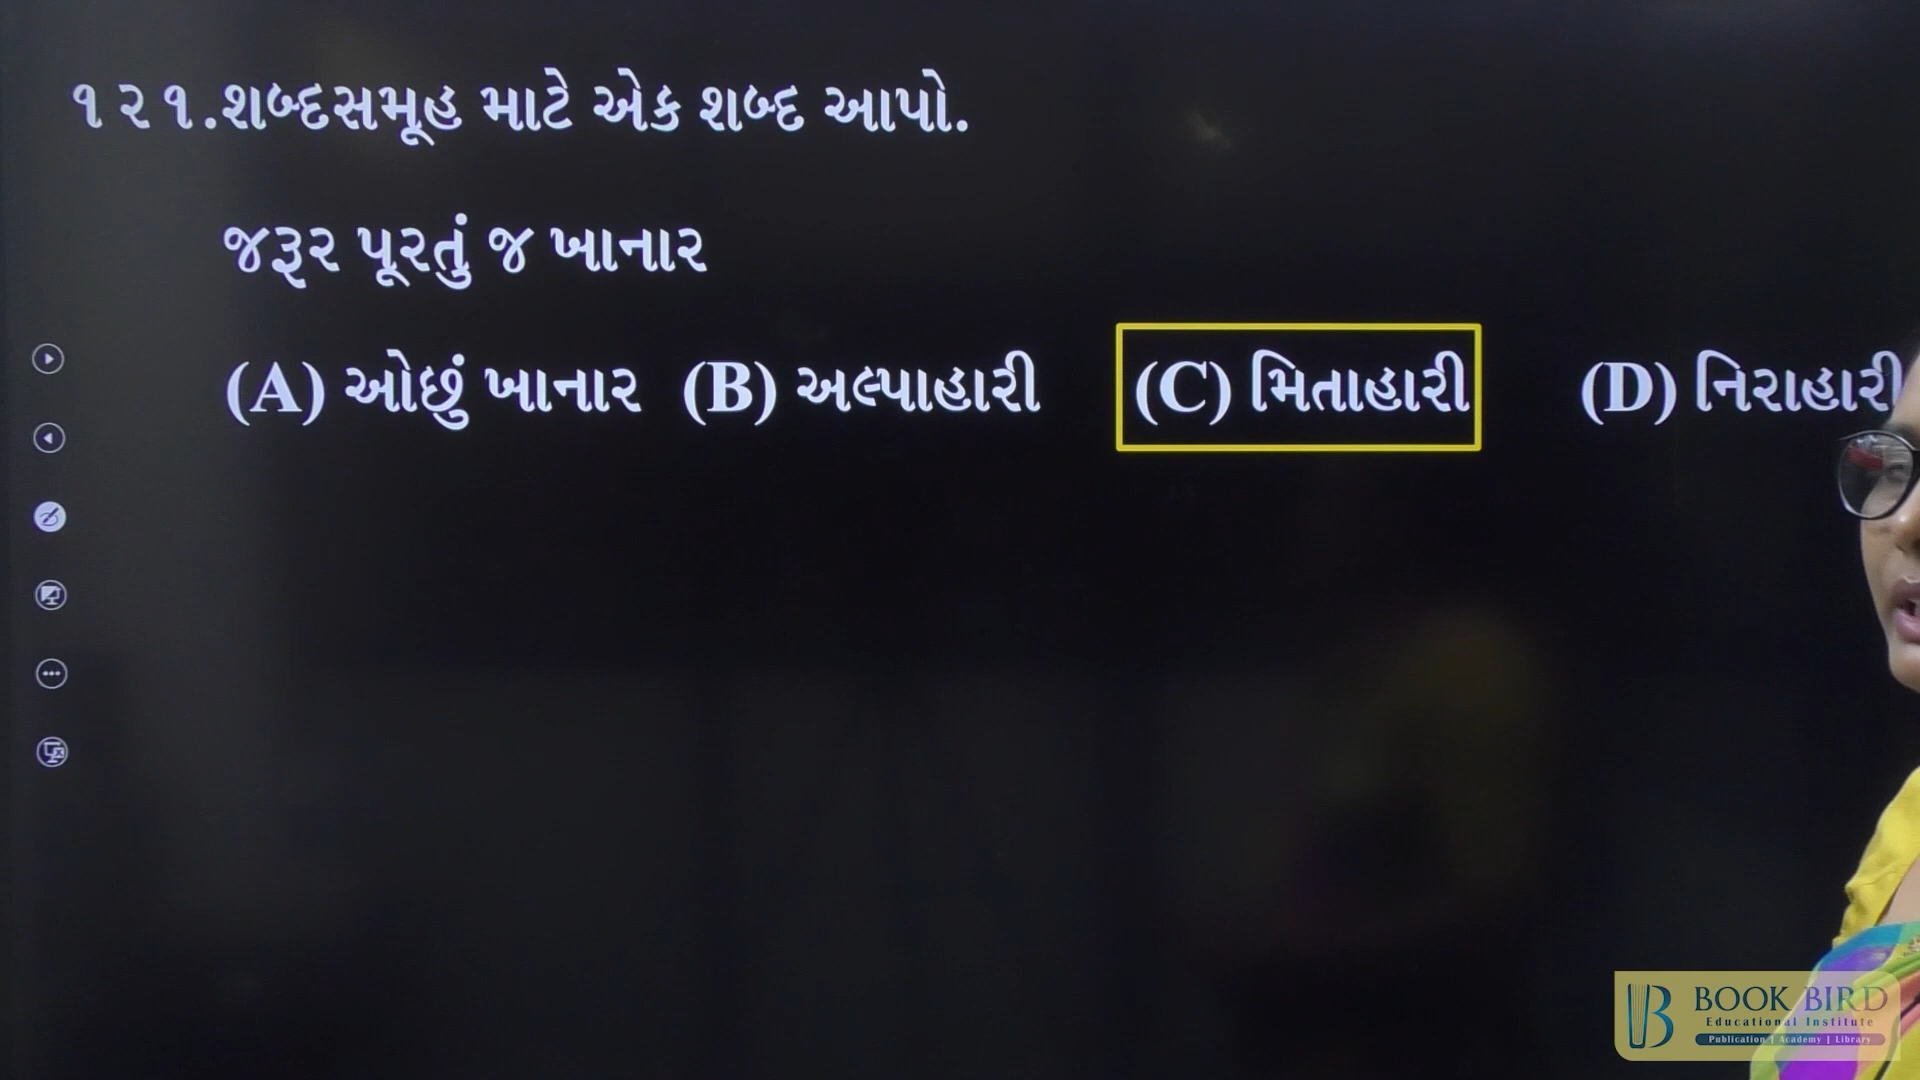 ૧૨૧.શબ્દસમૂહ માટે એક શબ્દ આપો.
જરૂર પૂરતું જ ખાનાર
(A) ઓછું ખાનાર (B) અલ્પાહારી (C) મિતાહારી (D) નિરાહારી
BOOK BIRD
Educational Institute
Publication | Academy | Library